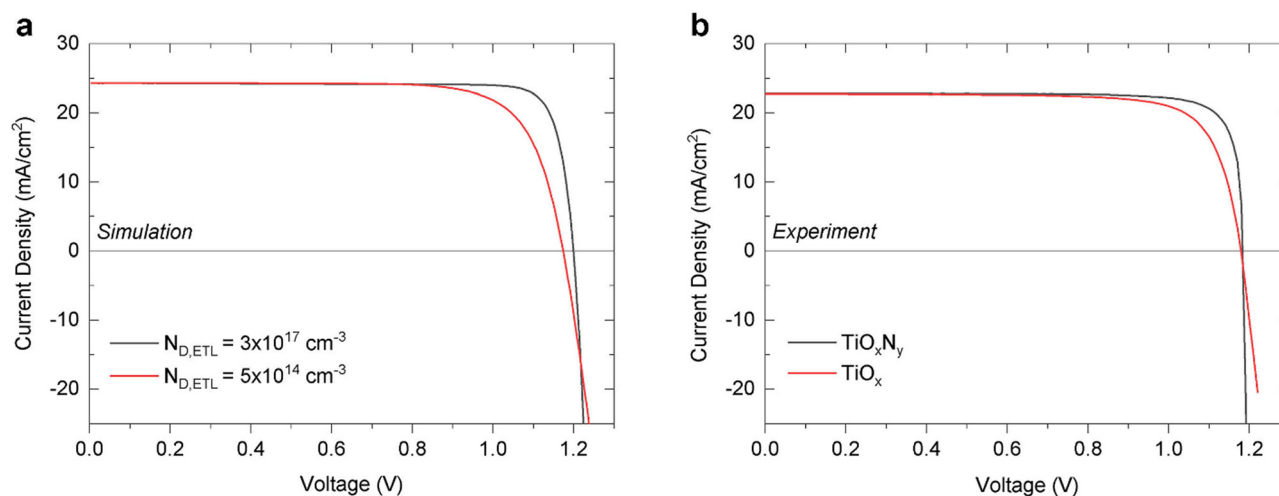 a
30
20
10
0
-10
-20
Current Density (mA/cm²)
Simulation
N_D,ETL = 3x10¹⁷ cm⁻³
N_D,ETL = 5x10¹⁴ cm⁻³
0.0 0.2 0.4 0.6 0.8 1.0 1.2
Voltage (V)
b
30
20
10
0
-10
-20
Current Density (mA/cm²)
Experiment
TiOₓN_y
TiOₓ
0.0 0.2 0.4 0.6 0.8 1.0 1.2
Voltage (V)